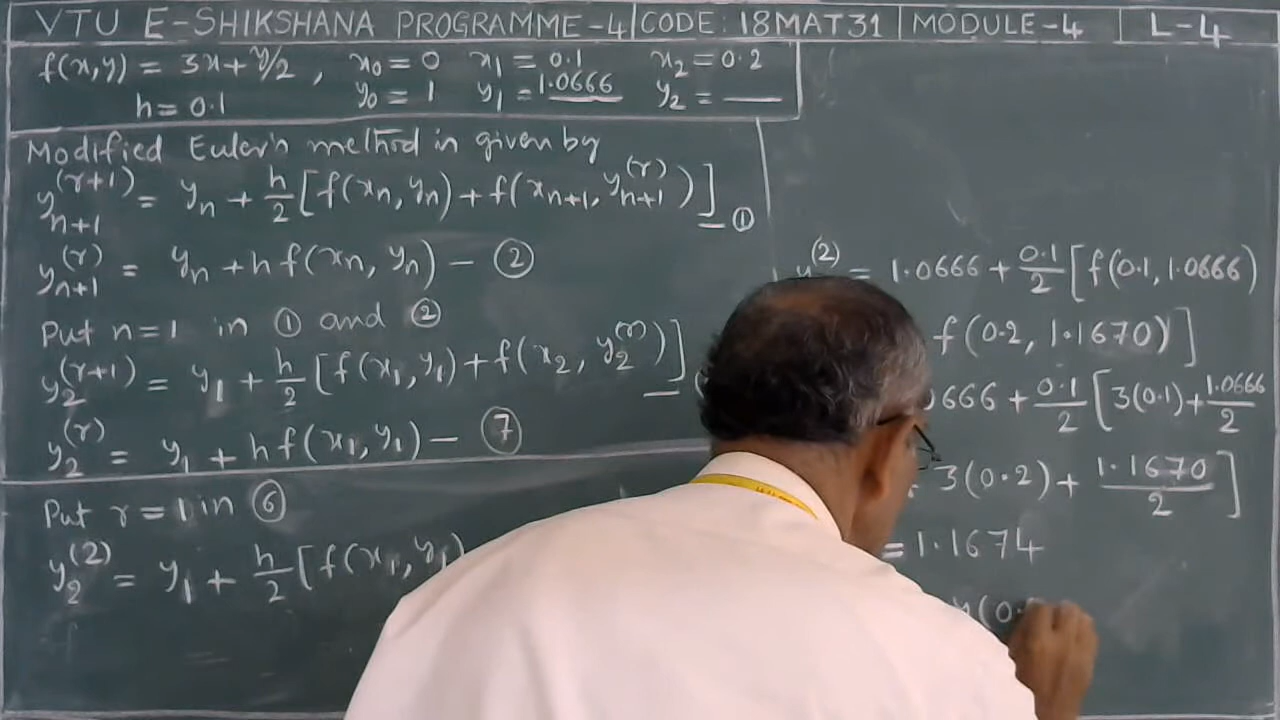 VTU E-SHIKSHANA PROGRAMME-4 CODE: 18MAT31 MODULE-4 L-4
f(x,y) = 3x+y/2 , x₀=0 x₁=0.1 x₂=0.2
h=0.1 y₀=1 y₁=1.0666 y₂=
Modified Euler's method is given by
y_{n+1}^{(r+1)} = y_n + h/2 [f(x_n, y_n) + f(x_{n+1}, y_{n+1}^{(r)})] — ①
y_{n+1}^{(r)} = y_n + h f(x_n, y_n) — ②
Put n=1 in ① and ②
y_2^{(r+1)} = y_1 + h/2 [f(x_1, y_1) + f(x_2, y_2^{(r)})]
y_2^{(r)} = y_1 + h f(x_1, y_1) — ⑦
Put r=1 in ⑥
y_2^{(2)} = y_1 + h/2 [f(x_1, y_1)
(2) = 1.0666 + 0.1/2 [f(0.1, 1.0666)
f(0.2, 1.1670)]
666 + 0.1/2 [3(0.1) + 1.0666/2
3(0.2) + 1.1670/2]
= 1.1674
y(0.